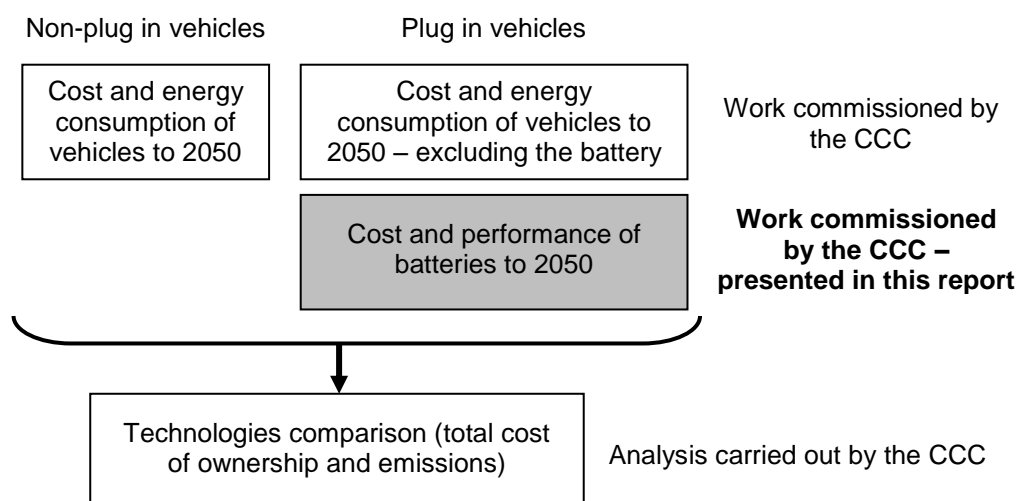 Non-plug in vehicles
Plug in vehicles
Cost and energy
consumption of
vehicles to 2050
Cost and energy
consumption of vehicles to
2050 – excluding the battery
Work commissioned by
the CCC
Cost and performance of
batteries to 2050
Work commissioned
by the CCC –
presented in this report
Technologies comparison (total cost
of ownership and emissions)
Analysis carried out by the CCC